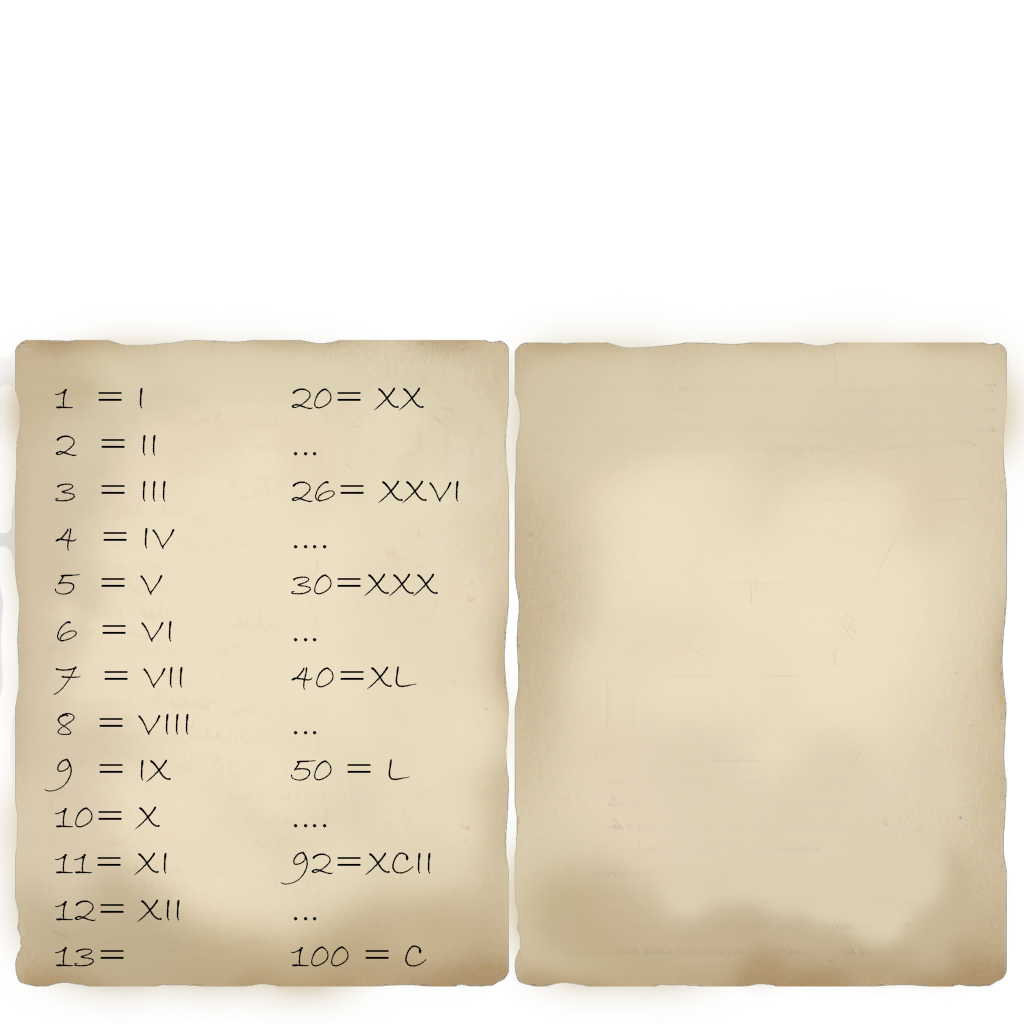 1 = I
2 = II
3 = III
4 = IV
5 = V
6 = VI
7 = VII
8 = VIII
9 = IX
10= X
11= XI
12= XII
13=
20= XX
...
26= XXVI
....
30=XXX
...
40=XL
...
50 = L
....
92=XCII
...
100 = C